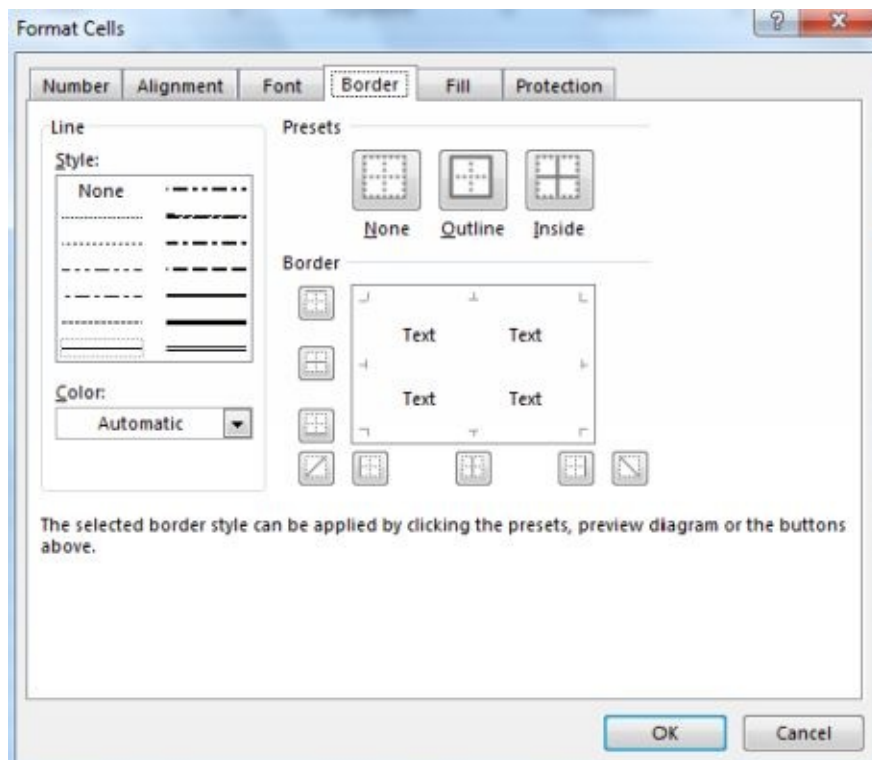 Format Cells
?
Number Alignment Font Border Fill Protection
Line
Style:
None
Color:
Automatic
Presets
None Outline Inside
Border
Text Text
Text Text
The selected border style can be applied by clicking the presets, preview diagram or the buttons
above.
OK Cancel